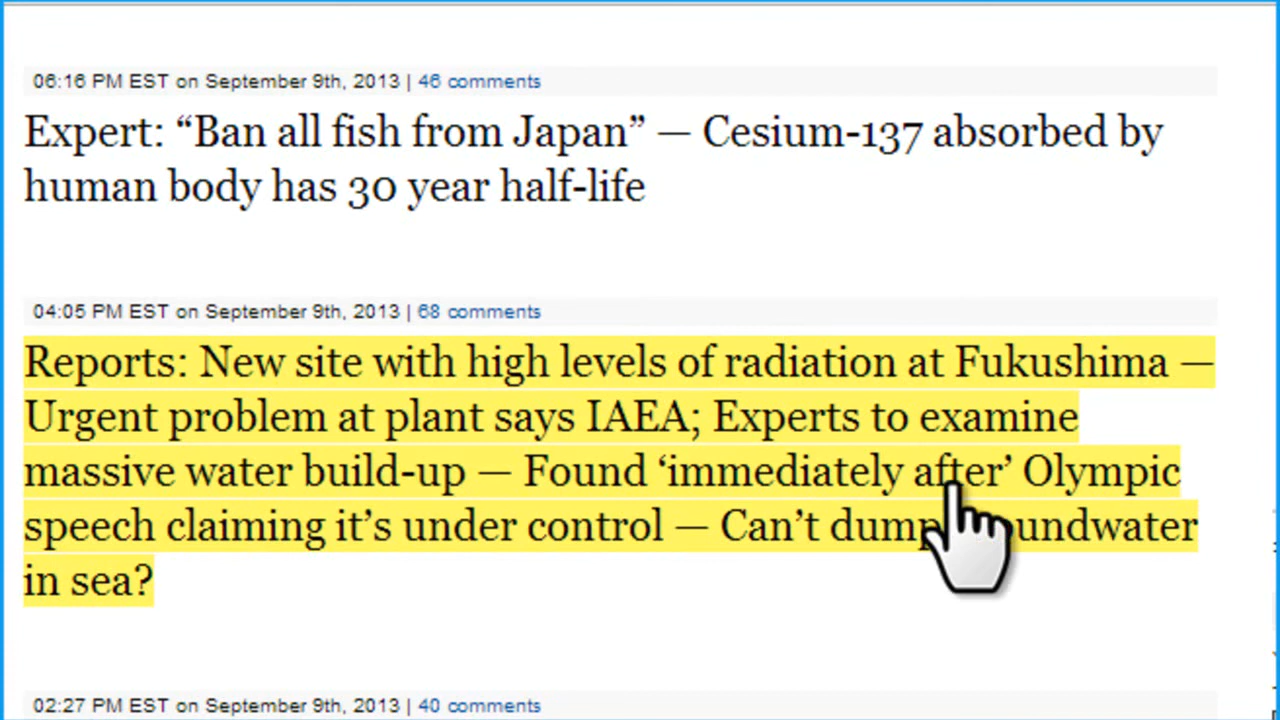 06:16 PM EST on September 9th, 2013 | 46 comments
Expert: “Ban all fish from Japan” — Cesium-137 absorbed by
human body has 30 year half-life
04:05 PM EST on September 9th, 2013 | 68 comments
Reports: New site with high levels of radiation at Fukushima —
Urgent problem at plant says IAEA; Experts to examine
massive water build-up — Found ‘immediately after’ Olympic
speech claiming it’s under control — Can’t dump
in sea?
02:27 PM EST on September 9th, 2013 | 40 comments